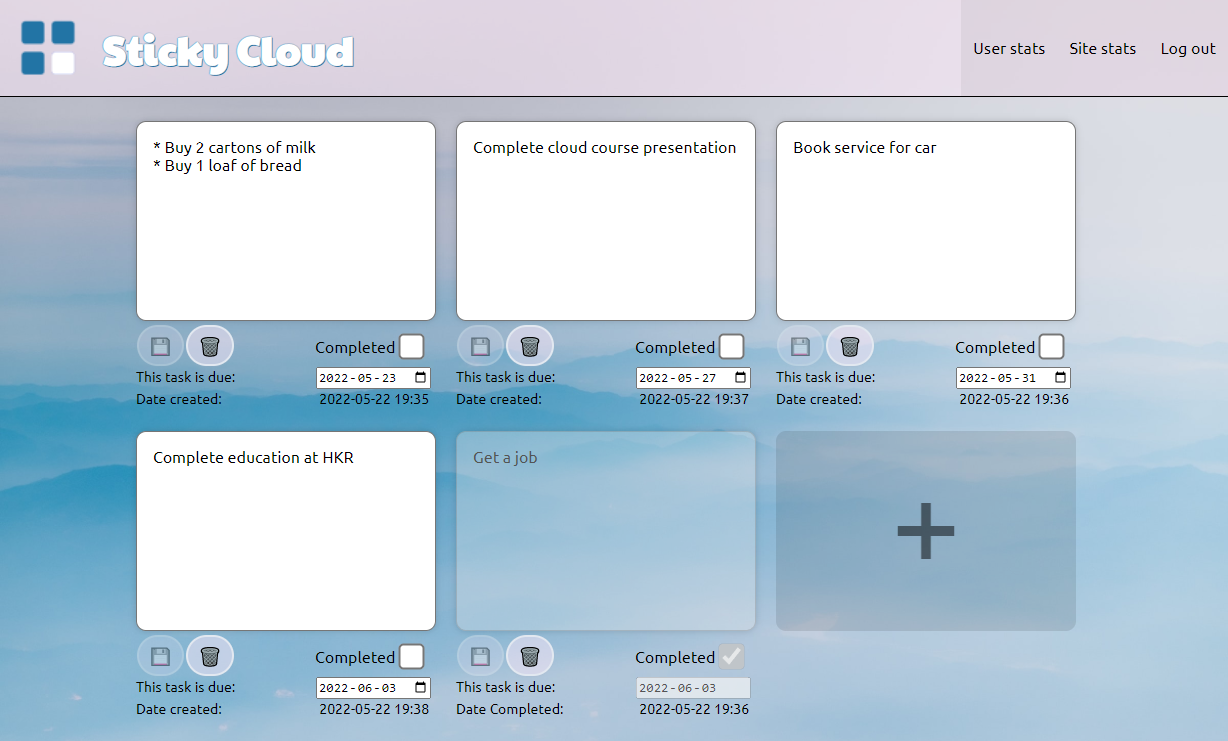 Sticky Cloud
User stats
Site stats
Log out
* Buy 2 cartons of milk
* Buy 1 loaf of bread
Completed
This task is due:
2022-05-23
Date created:
2022-05-22 19:35
Complete cloud course presentation
Completed
This task is due:
2022-05-27
Date created:
2022-05-22 19:37
Book service for car
Completed
This task is due:
2022-05-31
Date created:
2022-05-22 19:36
Complete education at HKR
Completed
This task is due:
2022-06-03
Date created:
2022-05-22 19:38
Get a job
Completed
This task is due:
2022-06-03
Date Completed:
2022-05-22 19:36